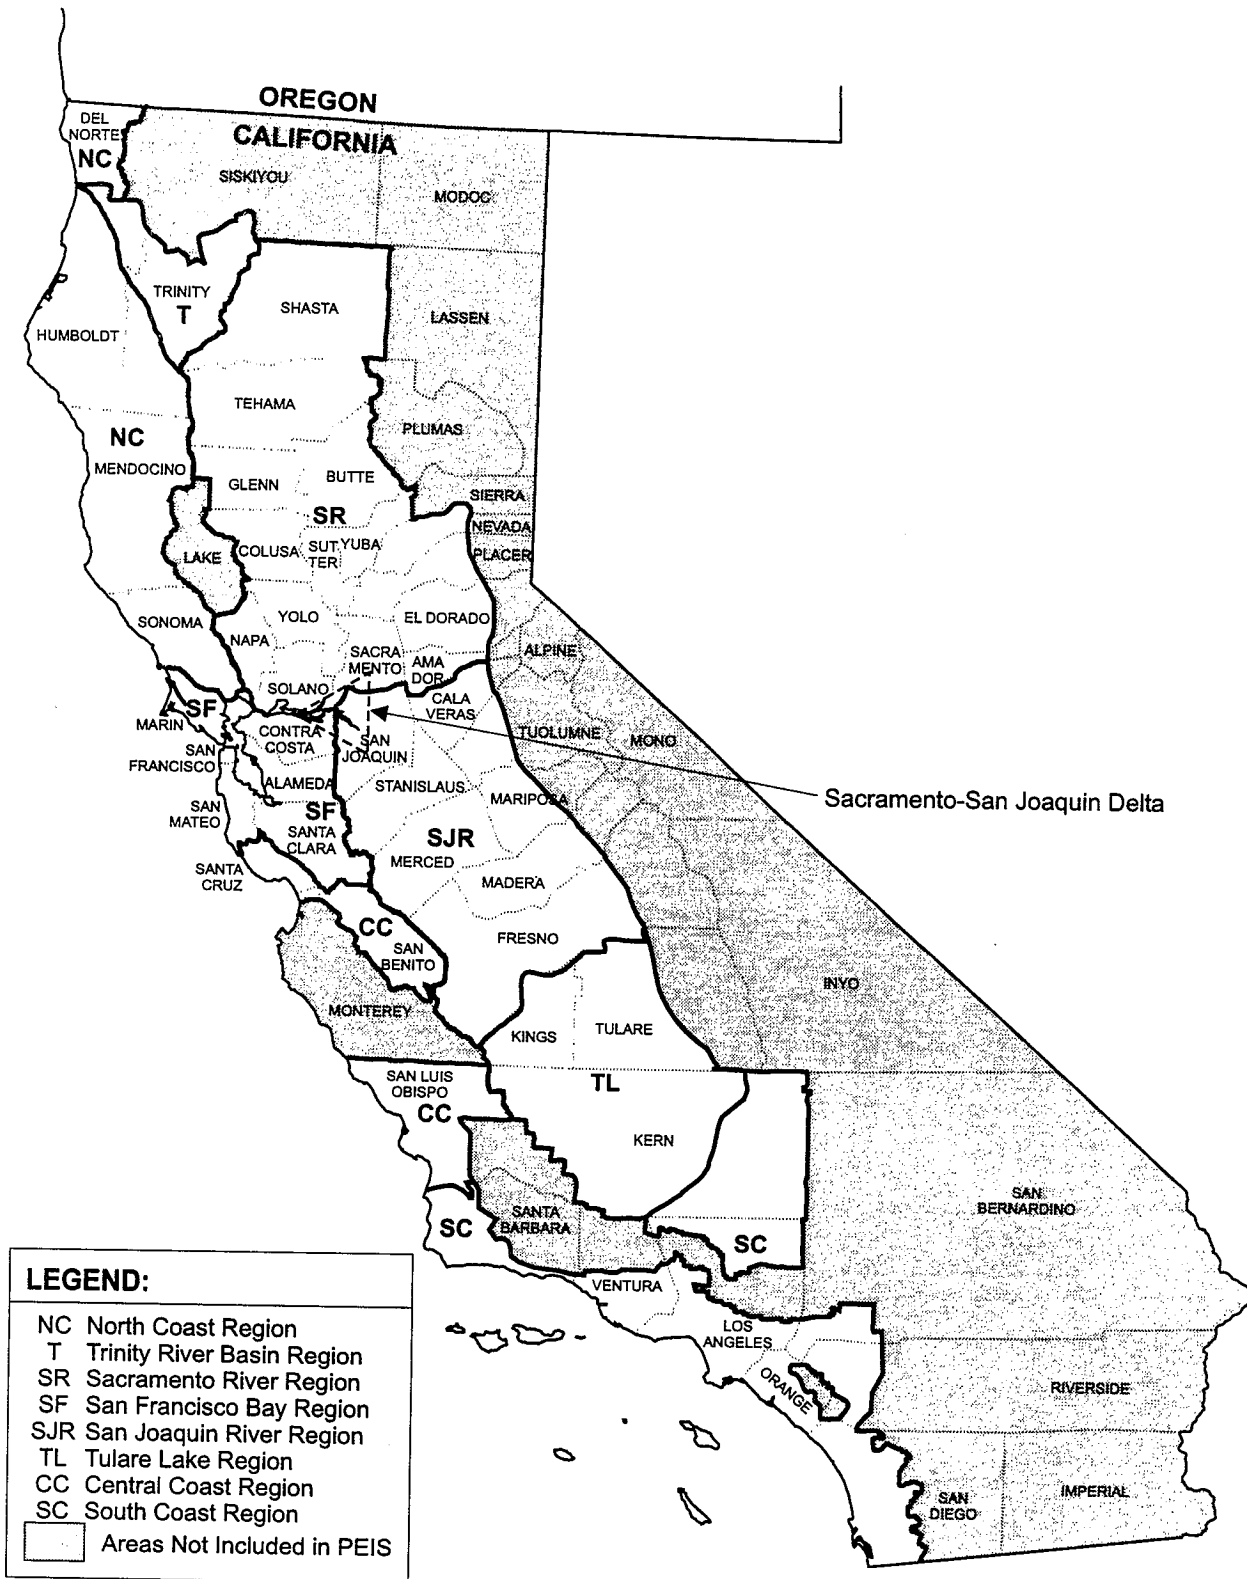 OREGON
CALIFORNIA
DEL
NORTE
NC
SISKIYOU
MODOC
TRINITY
T
SHASTA
LASSEN
HUMBOLDT
TEHAMA
PLUMAS
NC
MENDOCINO
GLENN
BUTTE
SIERRA
SR
NEVADA
LAKE
COLUSA
SUT
TER
YUBA
PLACER
SONOMA
YOLO
EL DORADO
NAPA
SACRA
MENTO
AMA
DOR
ALPINE
SOLANO
CALA
VERAS
SF
MARIN
CONTRA
COSTA
SAN
JOAQUIN
TUOLUMNE
MONO
SAN
FRANCISCO
ALAMEDA
STANISLAUS
MARIPOSA
Sacramento-San Joaquin Delta
SAN
MATEO
SF
SANTA
CLARA
SJR
MERCED
SANTA
CRUZ
MADERA
CC
SAN
BENITO
FRESNO
MONTEREY
INYO
KINGS
TULARE
SAN LUIS
OBISPO
CC
TL
KERN
SAN
BERNARDINO
SC
SANTA
BARBARA
SC
VENTURA
LOS
ANGELES
ORANGE
RIVERSIDE
SAN
DIEGO
IMPERIAL
LEGEND:
NC North Coast Region
T Trinity River Basin Region
SR Sacramento River Region
SF San Francisco Bay Region
SJR San Joaquin River Region
TL Tulare Lake Region
CC Central Coast Region
SC South Coast Region
Areas Not Included in PEIS